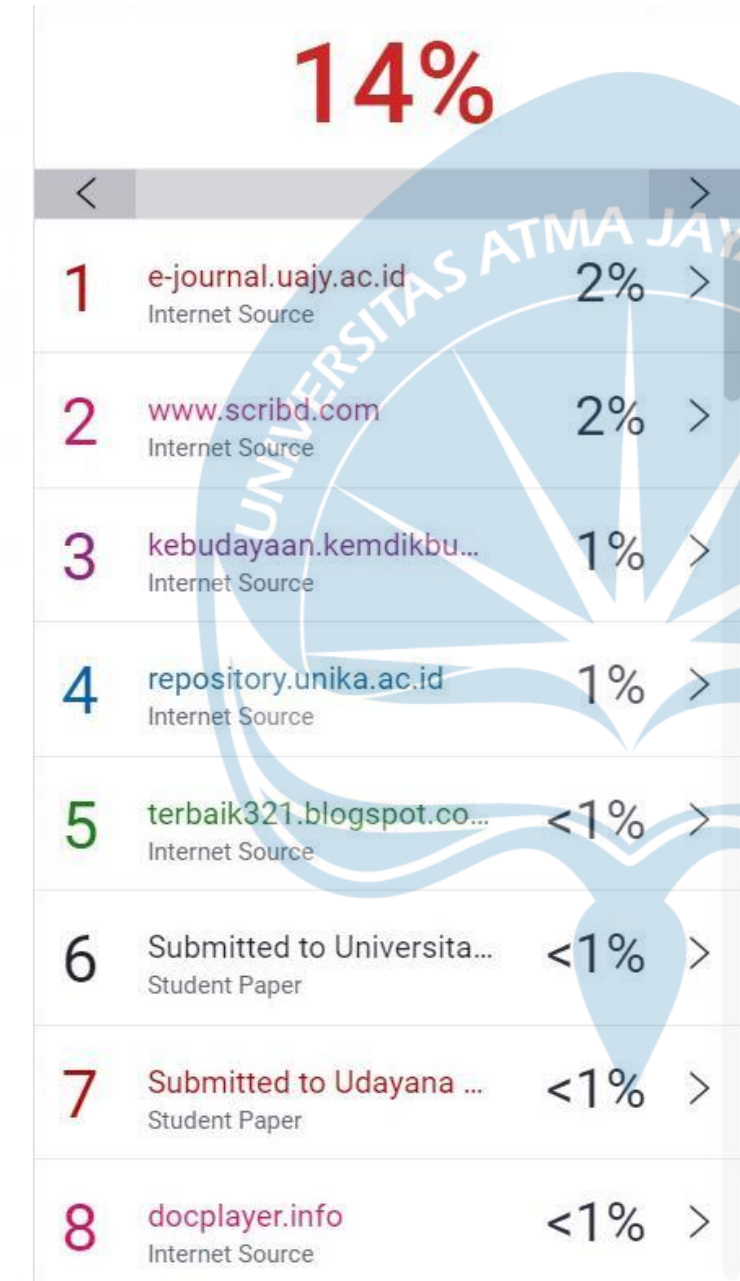 14%
1 e-journal.uajy.ac.id 2%
Internet Source
2 www.scribd.com 2%
Internet Source
3 kebudayaan.kemdikbu... 1%
Internet Source
4 repository.unika.ac.id 1%
Internet Source
5 terbaik321.blogspot.co... <1%
Internet Source
6 Submitted to Universita... <1%
Student Paper
7 Submitted to Udayana ... <1%
Student Paper
8 docplayer.info <1%
Internet Source
UNIVERSITAS ATMA JAY